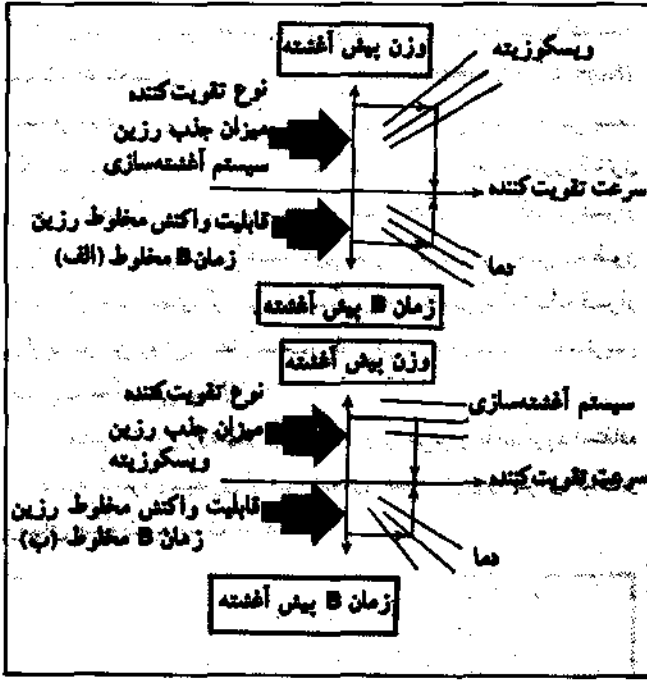 وزن پیش آغشته
ویسکوزیته
نوع تقویت‌کننده
میزان جذب رزین
سیستم آغشته‌سازی
سرعت تقویت‌کننده
قابلیت واکنش مخلوط رزین
زمان B مخلوط (الف)
دما
زمان B پیش آغشته
وزن پیش آغشته
سیستم آغشته‌سازی
نوع تقویت‌کننده
میزان جذب رزین
ویسکوزیته
سرعت تقویت‌کننده
قابلیت واکنش مخلوط رزین
زمان B مخلوط (ب)
دما
زمان B پیش آغشته